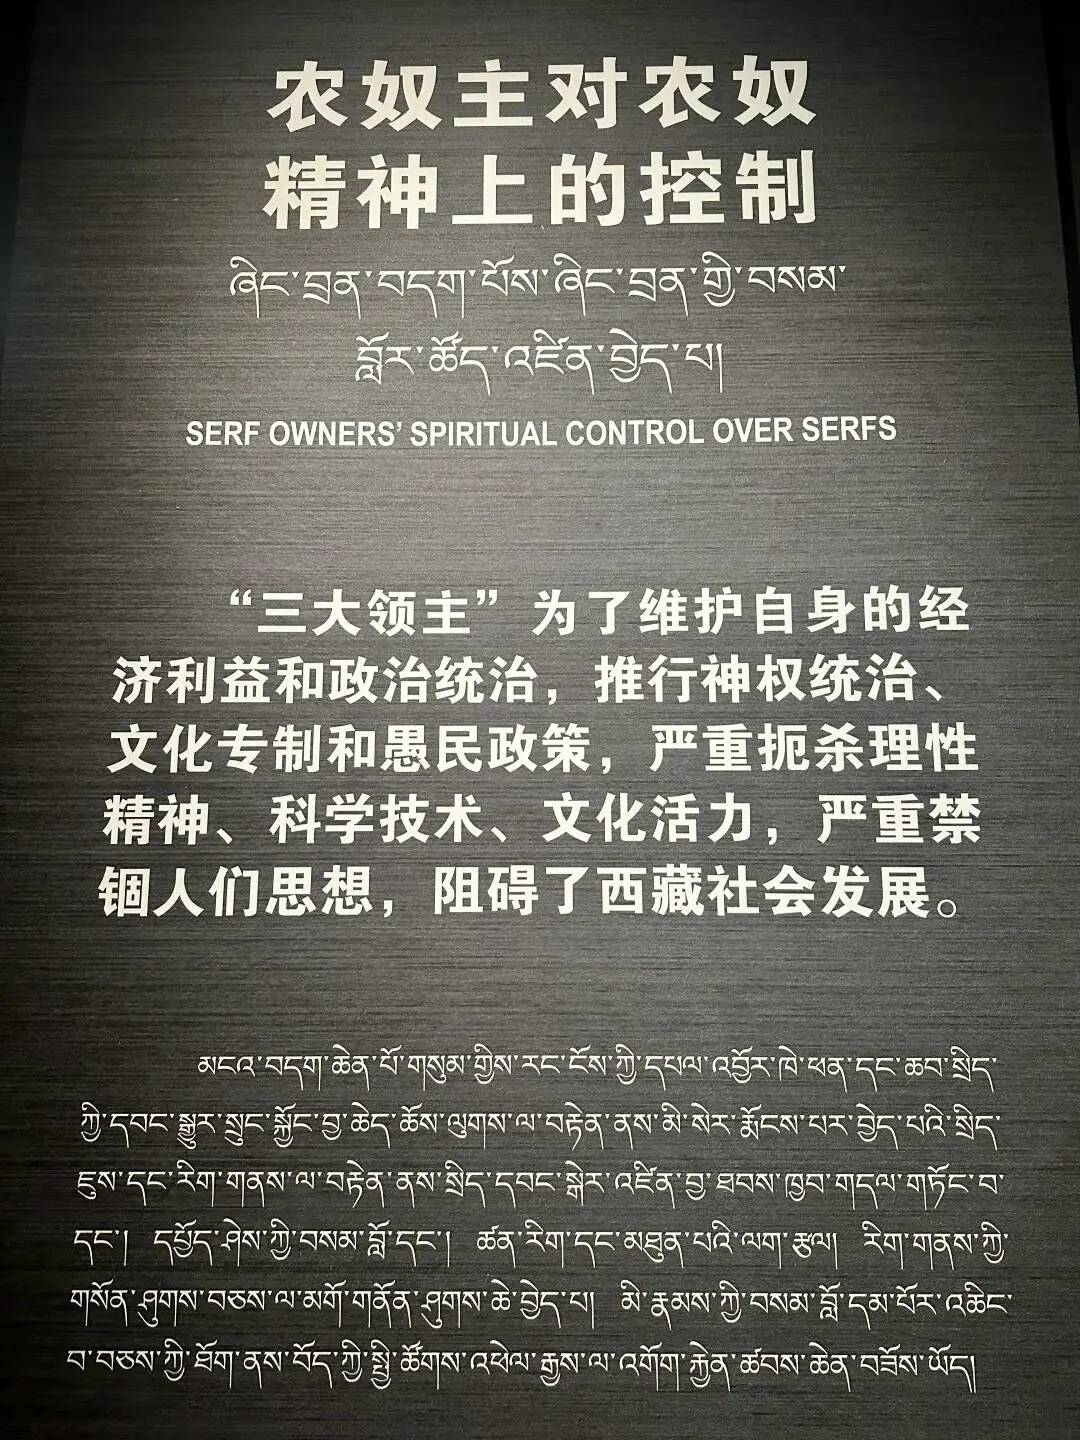 农奴主对农奴
精神上的控制
ཞིང་བྲན་བདག་པོས་ཞིང་བྲན་གྱི་བསམ་
བློར་ཚོད་འཛིན་བྱེད་པ།
SERF OWNERS’ SPIRITUAL CONTROL OVER SERFS
“三大领主”为了维护自身的经
济利益和政治统治，推行神权统治、
文化专制和愚民政策，严重扼杀理性
精神、科学技术、文化活力，严重禁
锢人们思想，阻碍了西藏社会发展。
མངའ་བདག་ཆེན་པོ་གསུམ་གྱིས་རང་ངོས་ཀྱི་དཔལ་འབྱོར་ཁེ་ཕན་དང་ཆབ་སྲིད་
ཀྱི་དབང་སྒྱུར་སྲུང་སྐྱོང་བྱ་ཆེད་ཆོས་ལུགས་ལ་བརྟེན་ནས་མི་སེར་རྨོངས་པར་བྱེད་པའི་སྲིད་
ཇུས་དང་རིག་གནས་ལ་བརྟེན་ནས་སྲིད་དབང་སྒེར་འཛིན་བྱ་ཐབས་ཁྱབ་གདལ་གཏོང་བ་
དང་། དཔྱོད་ཤེས་ཀྱི་བསམ་བློ་དང་། ཚན་རིག་དང་མཐུན་པའི་ལག་རྩལ། རིག་གནས་ཀྱི་
གསོན་ཤུགས་བཅས་ལ་མགོ་གནོན་ཤུགས་ཆེ་བྱེད་པ། མི་རྣམས་ཀྱི་བསམ་བློ་དམ་པོར་འཆིང་
བ་བཅས་ཀྱི་ཐོག་ནས་བོད་ཀྱི་སྤྱི་ཚོགས་འཕེལ་རྒྱས་ལ་འགོག་རྐྱེན་ཚབས་ཆེན་བཟོས་ཡོད།